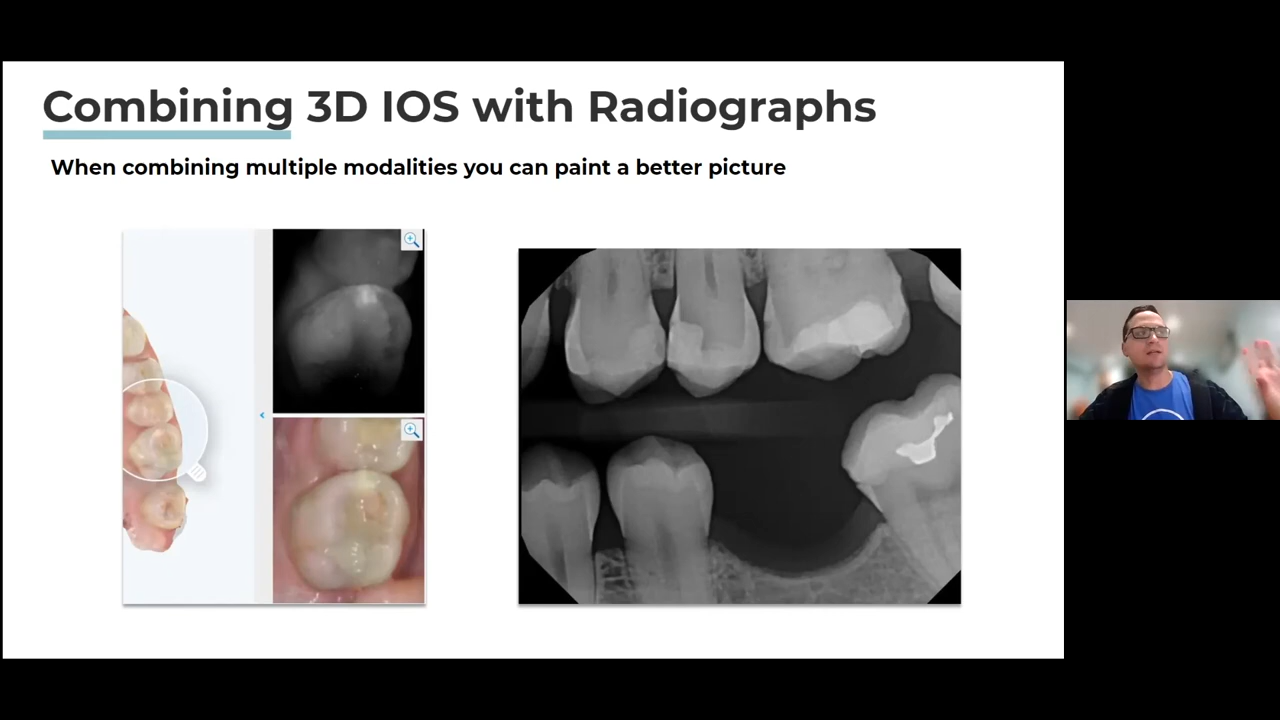 Combining 3D IOS with Radiographs
When combining multiple modalities you can paint a better picture